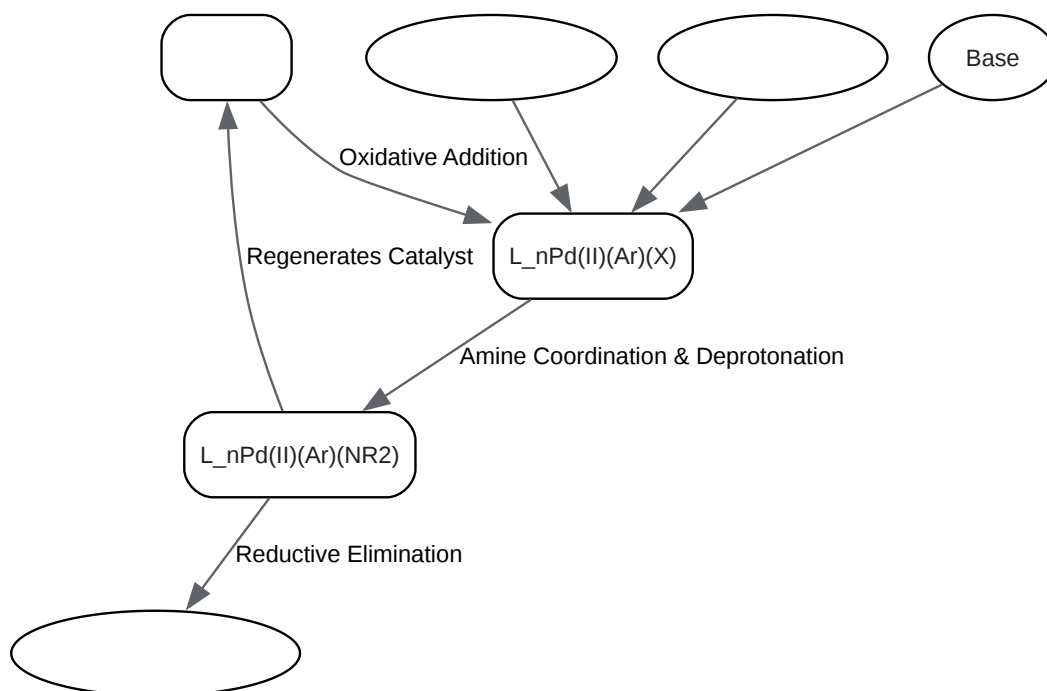 Base
Oxidative Addition
L_nPd(II)(Ar)(X)
Regenerates Catalyst
Amine Coordination & Deprotonation
L_nPd(II)(Ar)(NR2)
Reductive Elimination